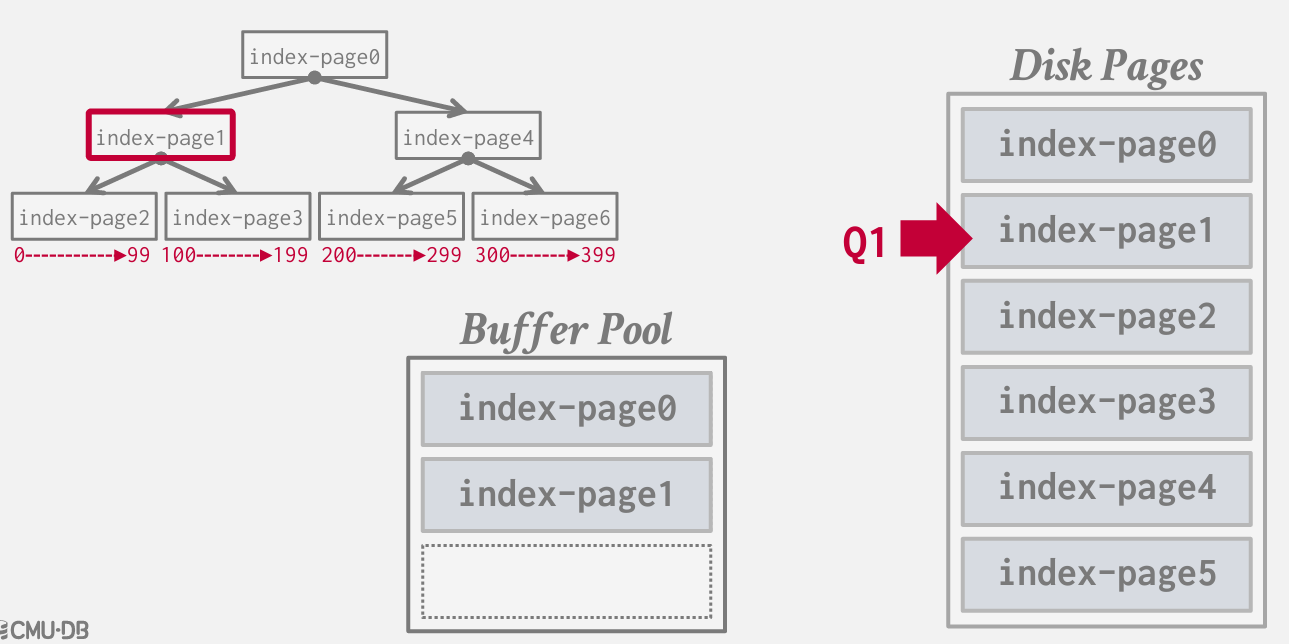 index-page0
index-page1
index-page4
index-page2
index-page3
index-page5
index-page6
0-----------▶99 100--------▶199 200-------▶299 300-------▶399
Disk Pages
index-page0
Q1
index-page1
index-page2
index-page3
index-page4
index-page5
Buffer Pool
index-page0
index-page1
CMU·DB